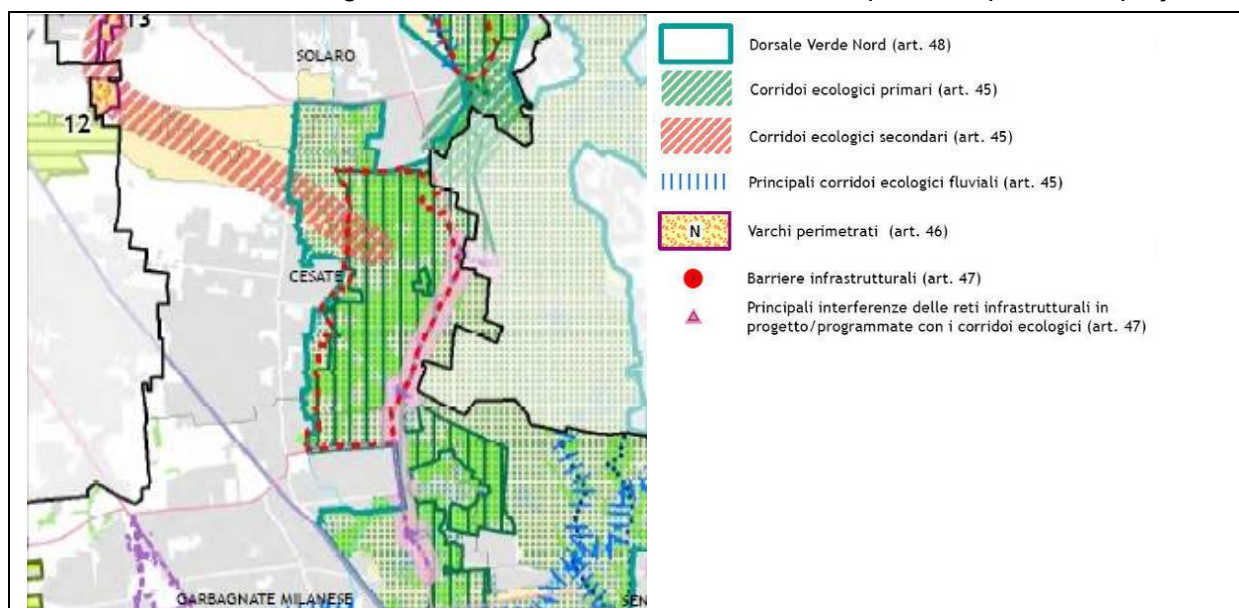 13
SOLARO
12
CESATE
GARBAGNATE MILANESE
SEN
Dorsale Verde Nord (art. 48)
Corridoi ecologici primari (art. 45)
Corridoi ecologici secondari (art. 45)
Principali corridoi ecologici fluviali (art. 45)
N
Varchi perimetrati (art. 46)
Barriere infrastrutturali (art. 47)
Principali interferenze delle reti infrastrutturali in
progetto/programmate con i corridoi ecologici (art. 47)